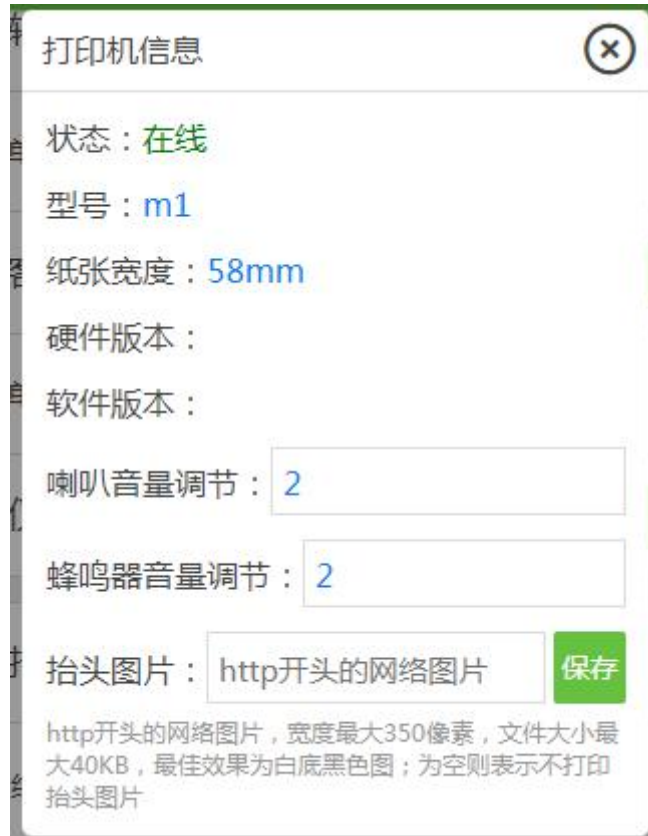 打印机信息
状态：在线
型号：m1
纸张宽度：58mm
硬件版本：
软件版本：
喇叭音量调节：2
蜂鸣器音量调节：2
抬头图片：http开头的网络图片 保存
http开头的网络图片，宽度最大350像素，文件大小最
大40KB，最佳效果为白底黑色图；为空则表示不打印
抬头图片